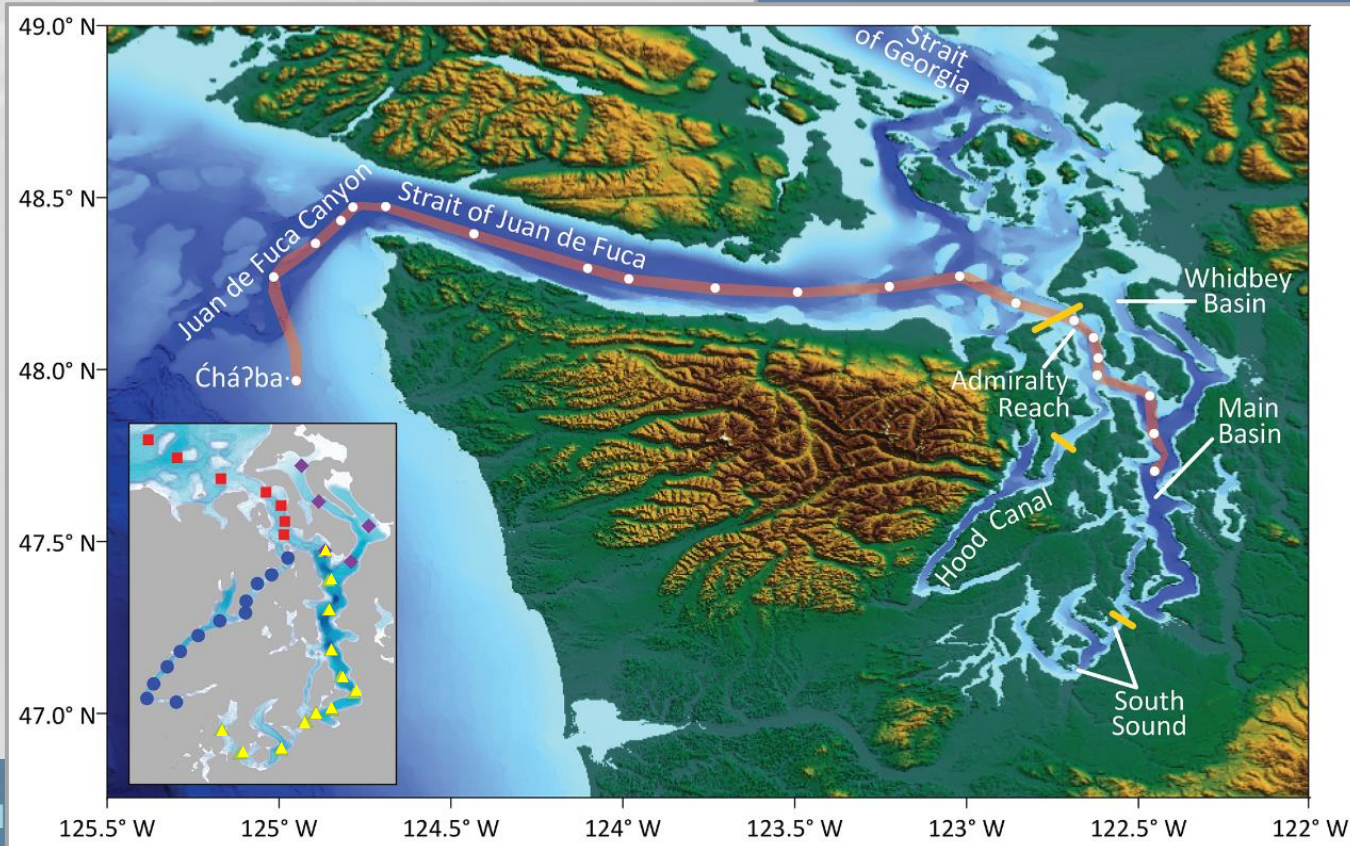 49.0° N
48.5° N
48.0° N
47.5° N
47.0° N
125.5° W
125° W
124.5° W
124° W
123.5° W
123° W
122.5° W
122° W
Strait
of Georgia
Juan de Fuca Canyon
Strait of Juan de Fuca
Whidbey
Basin
Ćháʔba·
Admiralty
Reach
Main
Basin
Hood Canal
South
Sound